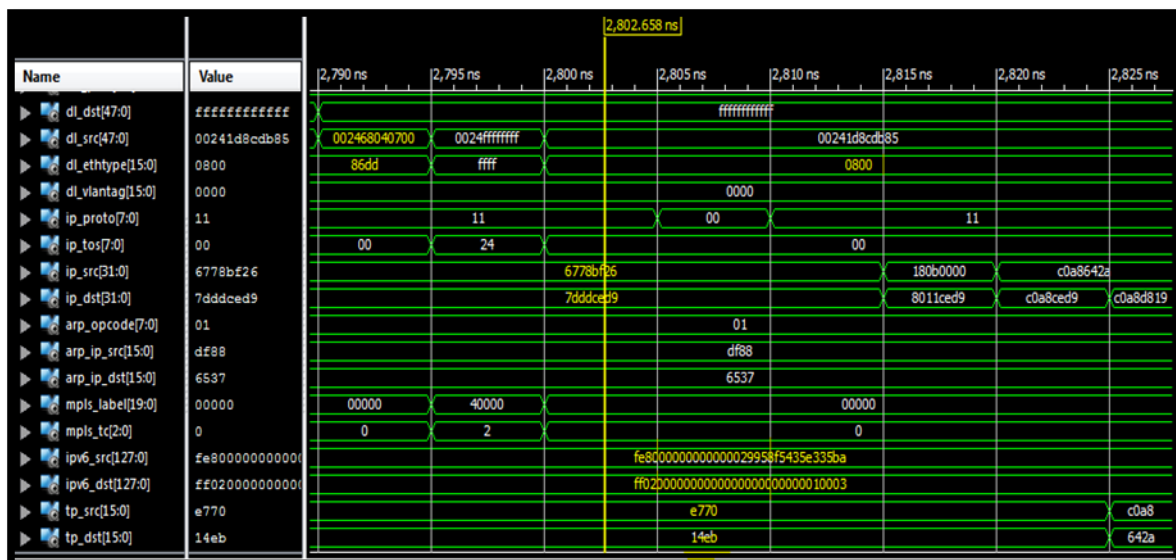 2,802.658 ns
Name Value 2,790 ns 2,795 ns 2,800 ns 2,805 ns 2,810 ns 2,815 ns 2,820 ns 2,825 ns
dl_dst[47:0] ffffffffffff ffffffffffff
dl_src[47:0] 00241d8cdb85 002468040700 0024ffffffff 00241d8cdb85
dl_ethtype[15:0] 0800 86dd ffff 0800
dl_vlantag[15:0] 0000 0000
ip_proto[7:0] 11 11 00 11
ip_tos[7:0] 00 00 24 00
ip_src[31:0] 6778bf26 6778bf26 180b0000 c0a8642a
ip_dst[31:0] 7dddced9 7dddced9 8011ced9 c0a8ced9 c0a8d819
arp_opcode[7:0] 01 01
arp_ip_src[15:0] df88 df88
arp_ip_dst[15:0] 6537 6537
mpls_label[19:0] 00000 00000 40000 00000
mpls_tc[2:0] 0 0 2 0
ipv6_src[127:0] fe80000000000 fe8000000000000029958f5435e335ba
ipv6_dst[127:0] ff02000000000 ff020000000000000000000000010003
tp_src[15:0] e770 e770 c0a8
tp_dst[15:0] 14eb 14eb 642a